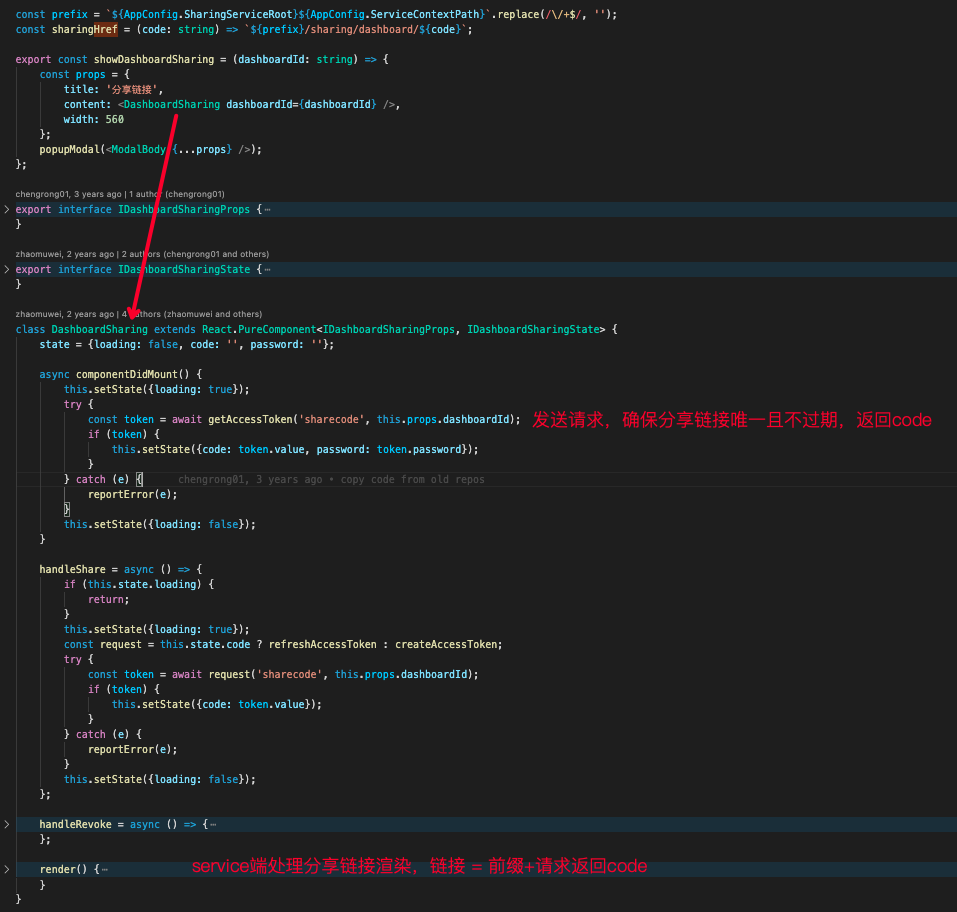 const prefix = `${AppConfig.SharingServiceRoot}${AppConfig.ServiceContextPath}`.replace(/\/+$/, '');
const sharingHref = (code: string) => `${prefix}/sharing/dashboard/${code}`;
export const showDashboardSharing = (dashboardId: string) => {
const props = {
title: '分享链接',
content: <DashboardSharing dashboardId={dashboardId} />,
width: 560
};
popupModal(<ModalBody {...props} />);
};
chengrong01, 3 years ago | 1 author (chengrong01)
export interface IDashboardSharingProps {⋯
}
zhaomuwei, 2 years ago | 2 authors (chengrong01 and others)
export interface IDashboardSharingState {⋯
}
zhaomuwei, 2 years ago | 4 authors (zhaomuwei and others)
class DashboardSharing extends React.PureComponent<IDashboardSharingProps, IDashboardSharingState> {
state = {loading: false, code: '', password: ''};
async componentDidMount() {
this.setState({loading: true});
try {
const token = await getAccessToken('sharecode', this.props.dashboardId); 发送请求，确保分享链接唯一且不过期，返回code
if (token) {
this.setState({code: token.value, password: token.password});
}
} catch (e) { chengrong01, 3 years ago • copy code from old repos
reportError(e);
}
this.setState({loading: false});
}
handleShare = async () => {
if (this.state.loading) {
return;
}
this.setState({loading: true});
const request = this.state.code ? refreshAccessToken : createAccessToken;
try {
const token = await request('sharecode', this.props.dashboardId);
if (token) {
this.setState({code: token.value});
}
} catch (e) {
reportError(e);
}
this.setState({loading: false});
};
handleRevoke = async () => {⋯
};
render() {⋯ service端处理分享链接渲染，链接 = 前缀+请求返回code
}
}